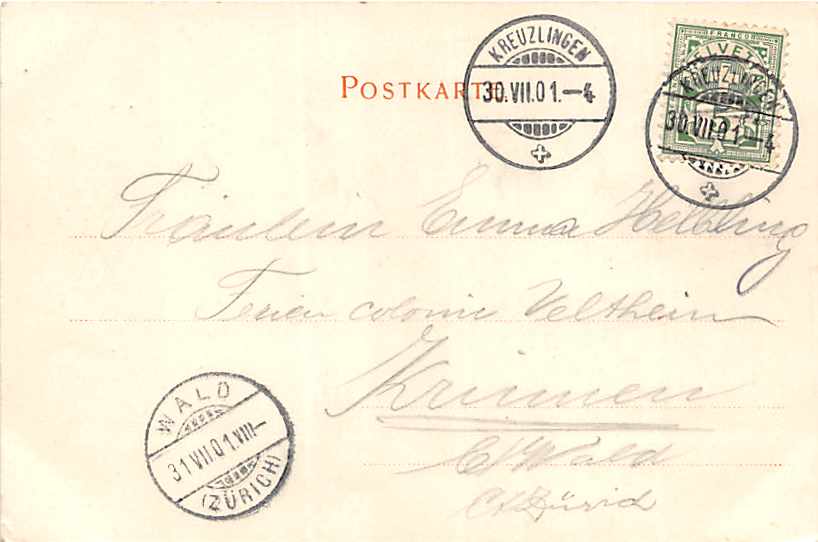 FRANCO
HELVETIA
KREUZLINGEN
30.VII.01.–4
KREUZLINGEN
30.VII.01.–4
POSTKARTE
Fräulein Emma Helbling
Ferien colonie Veltheim
Krinnen
b/Wald
Ct. Zürich
WALD
31.VII.01.VIII–
(ZÜRICH)